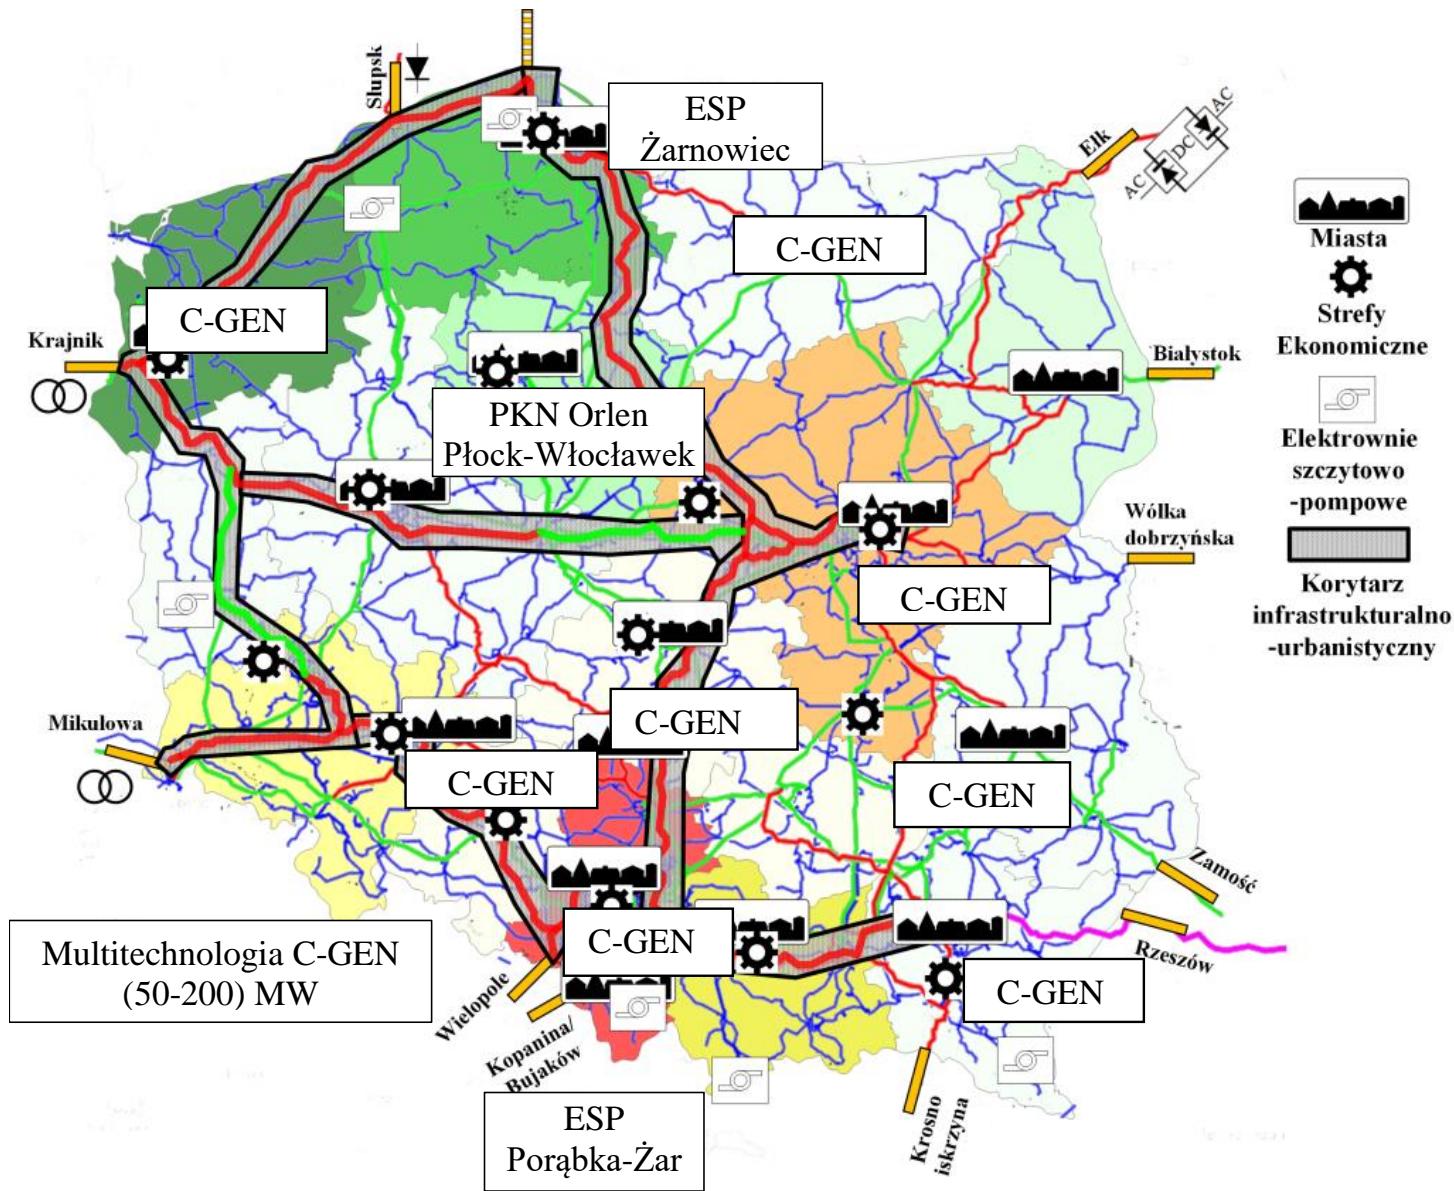 Słupsk
ESP
Żarnowiec
Ełk
AC
DC
AC
Miasta
Strefy
Ekonomiczne
Elektrownie
szczytowo
-pompowe
Korytarz
infrastrukturalno
-urbanistyczny
C-GEN
C-GEN
Krajnik
Białystok
PKN Orlen
Płock-Włocławek
Wólka
dobrzyńska
C-GEN
Mikułowa
C-GEN
C-GEN
C-GEN
Zamość
Rzeszów
C-GEN
C-GEN
Multitechnologia C-GEN
(50-200) MW
Wielopole
Kopanina/
Bujaków
Krosno
iskrzyna
ESP
Porąbka-Żar